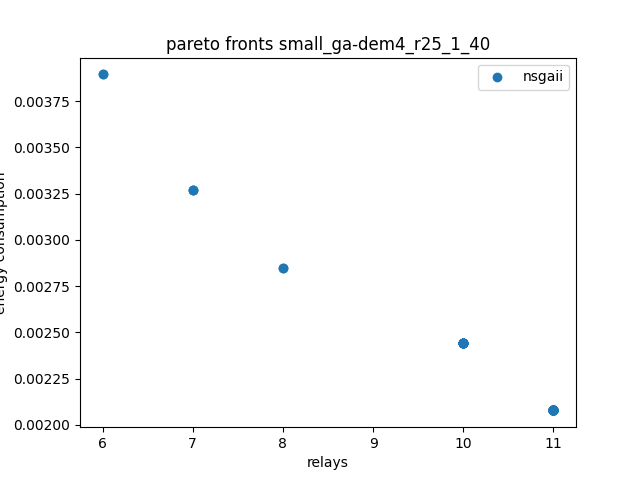 pareto fronts small_ga-dem4_r25_1_40
nsgaii
0.00375
0.00350
0.00325
0.00300
0.00275
0.00250
0.00225
0.00200
energy consumption
6 7 8 9 10 11
relays